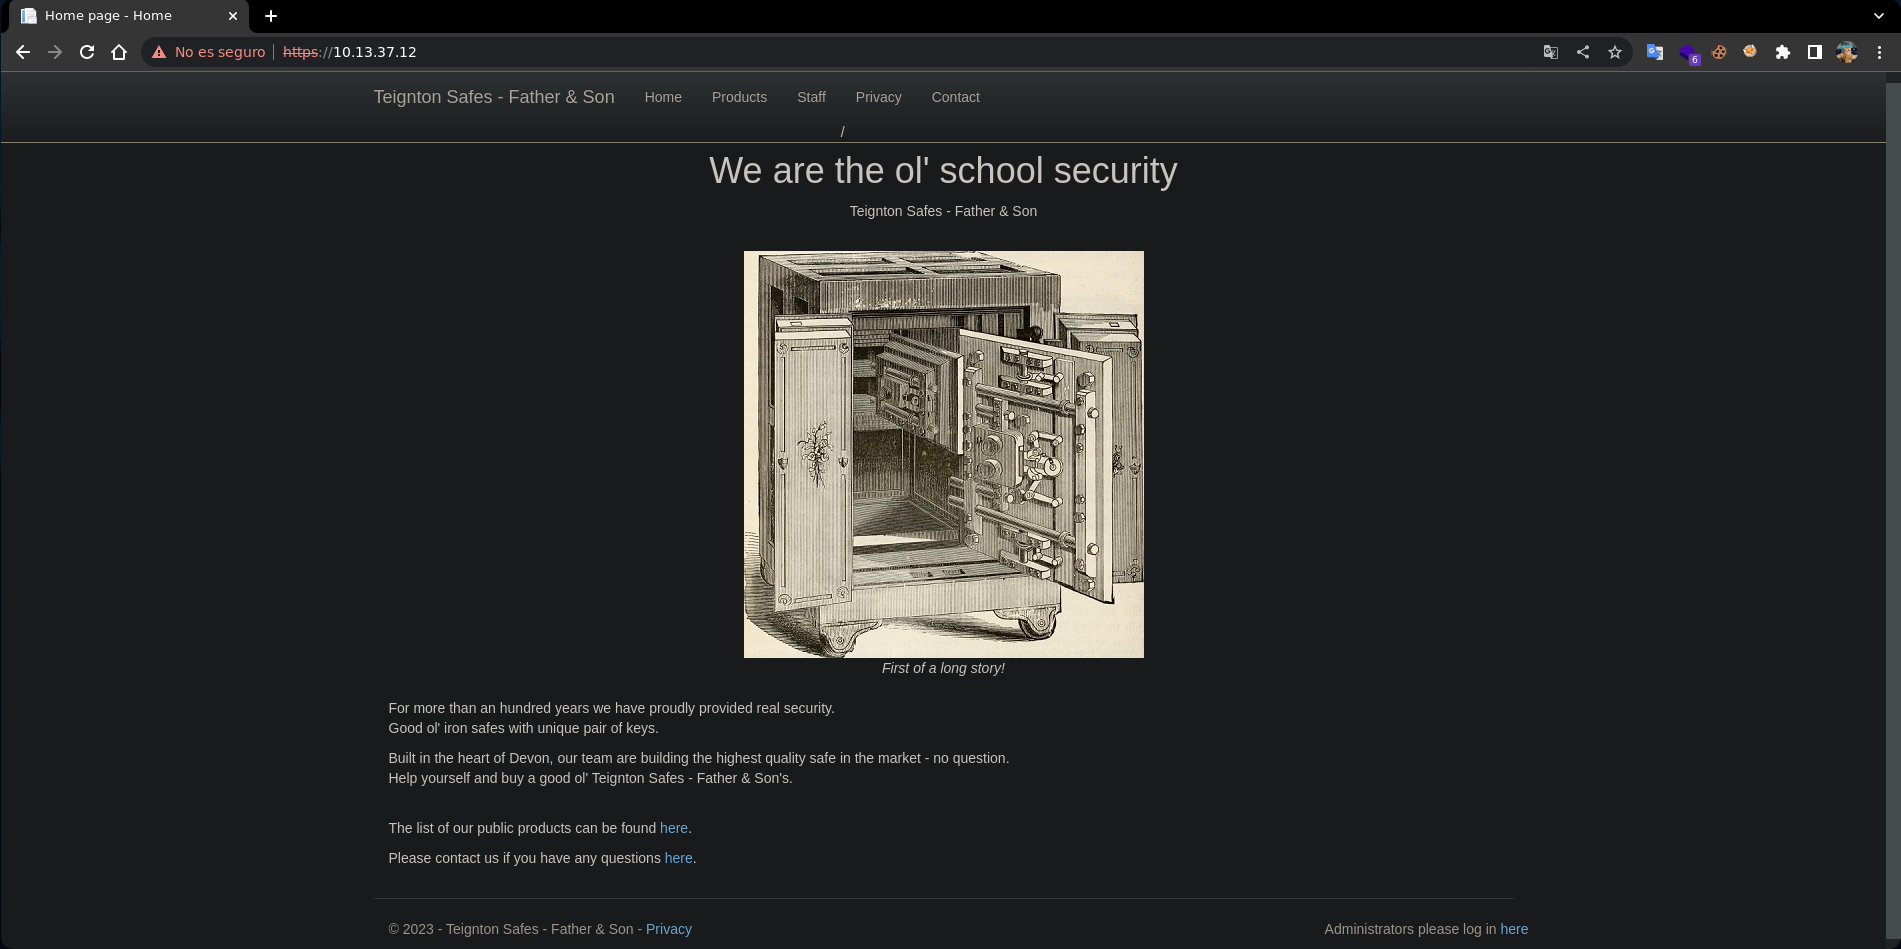 Home page - Home
No es seguro
https://10.13.37.12
6
Teignton Safes - Father & Son Home Products Staff Privacy Contact
/
We are the ol' school security
Teignton Safes - Father & Son
First of a long story!
For more than an hundred years we have proudly provided real security.
Good ol' iron safes with unique pair of keys.
Built in the heart of Devon, our team are building the highest quality safe in the market - no question.
Help yourself and buy a good ol' Teignton Safes - Father & Son's.
The list of our public products can be found here.
Please contact us if you have any questions here.
© 2023 - Teignton Safes - Father & Son - Privacy
Administrators please log in here